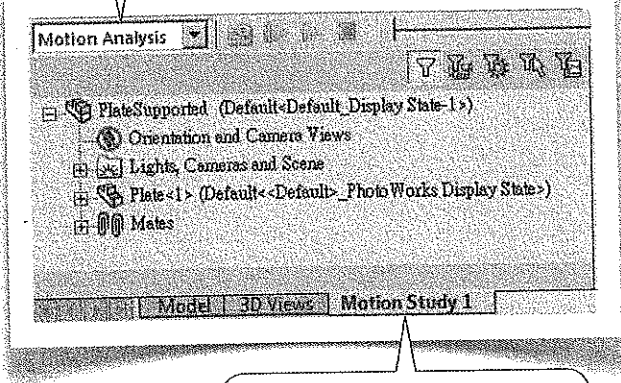 Motion Analysis
PlateSupported (Default<Default_Display State-1>)
Orientation and Camera Views
Lights, Cameras and Scene
Plate<1> (Default<<Default>_PhotoWorks Display State>)
Mates
Model 3D Views Motion Study 1